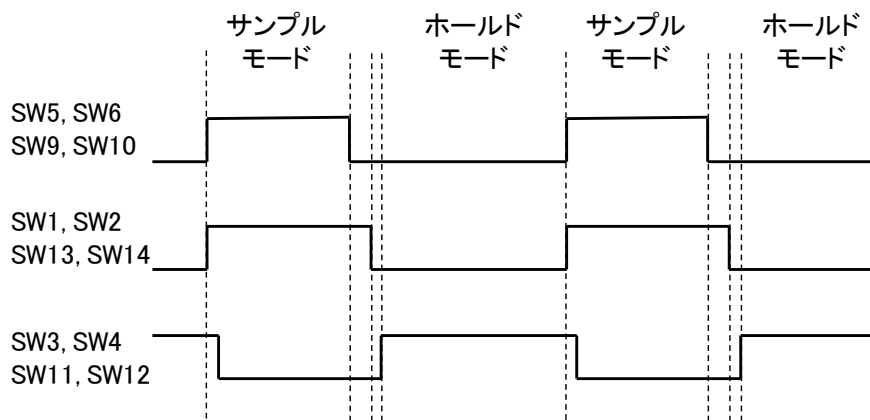 サンプル
モード
ホールド
モード
サンプル
モード
ホールド
モード
SW5, SW6
SW9, SW10
SW1, SW2
SW13, SW14
SW3, SW4
SW11, SW12